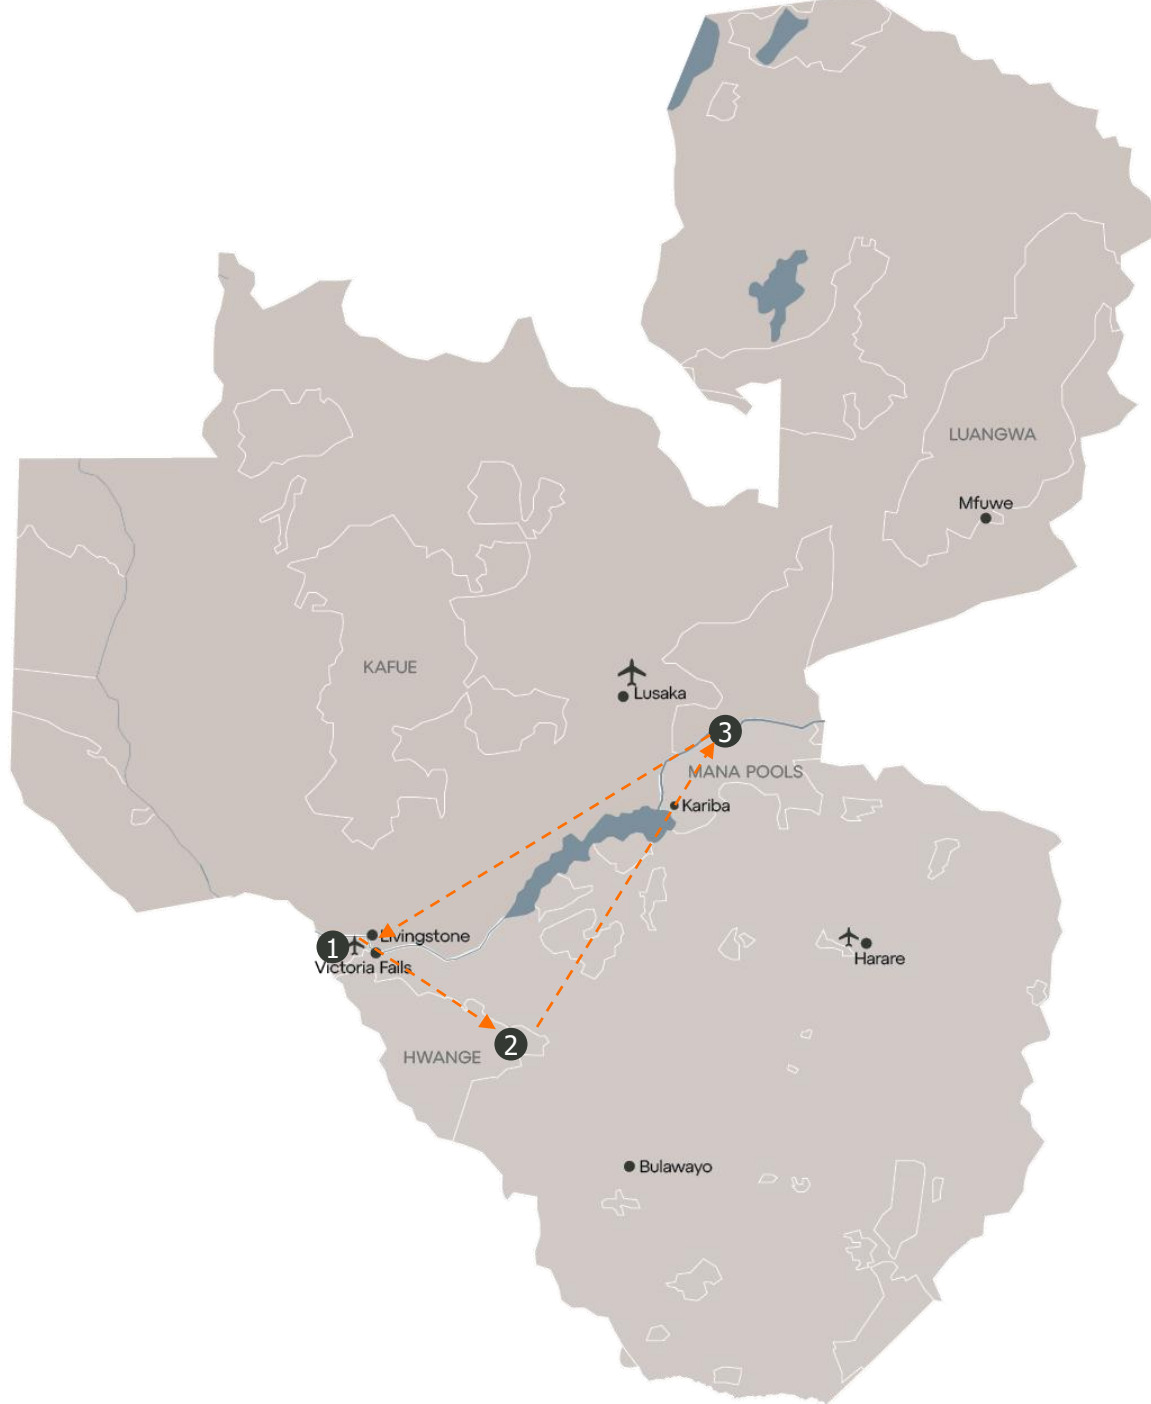 LUANGWA
Mfuwe
KAFUE
Lusaka
3
MANA POOLS
Kariba
Livingstone
1
Victoria Falls
Harare
2
HWANGE
Bulawayo